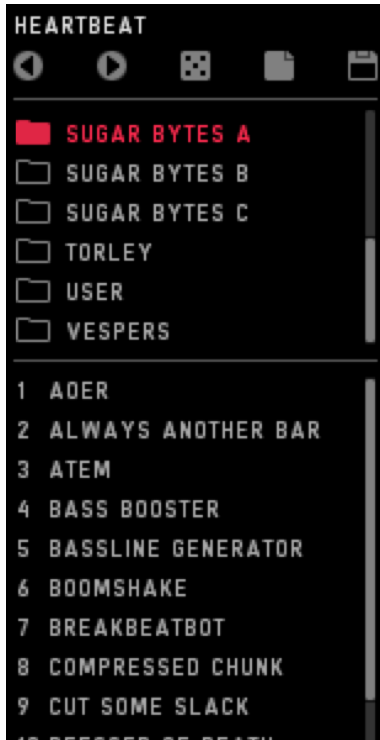 HEARTBEAT
SUGAR BYTES A
SUGAR BYTES B
SUGAR BYTES C
TORLEY
USER
VESPERS
1 AOER
2 ALWAYS ANOTHER BAR
3 ATEM
4 BASS BOOSTER
5 BASSLINE GENERATOR
6 BOOMSHAKE
7 BREAKBEATBOT
8 COMPRESSED CHUNK
9 CUT SOME SLACK